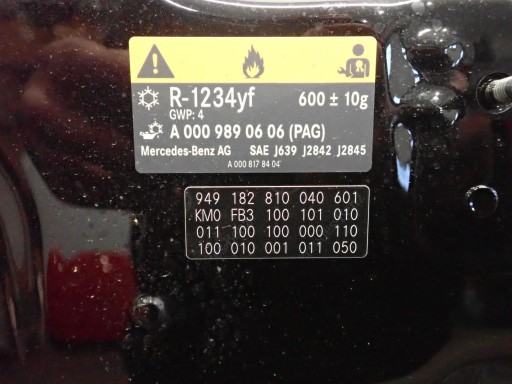 R-1234yf 600 ± 10g
GWP: 4
A 000 989 06 06 (PAG)
Mercedes-Benz AG SAE J639 J2842 J2845
A 000 817 84 04
949 182 810 040 601
KM0 FB3 100 101 010
011 100 100 000 110
100 010 001 011 050